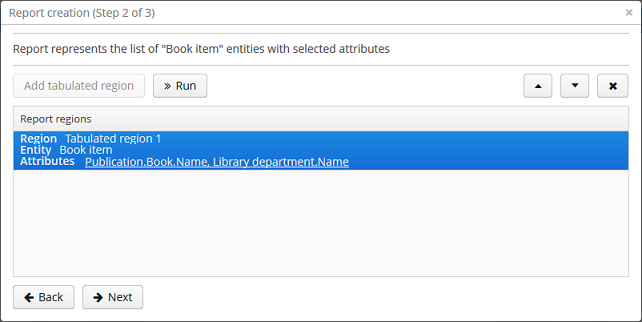 Report creation (Step 2 of 3)
Report represents the list of "Book item" entities with selected attributes
Add tabulated region Run
Report regions
Region Tabulated region 1
Entity Book item
Attributes Publication.Book.Name, Library department.Name
Back Next